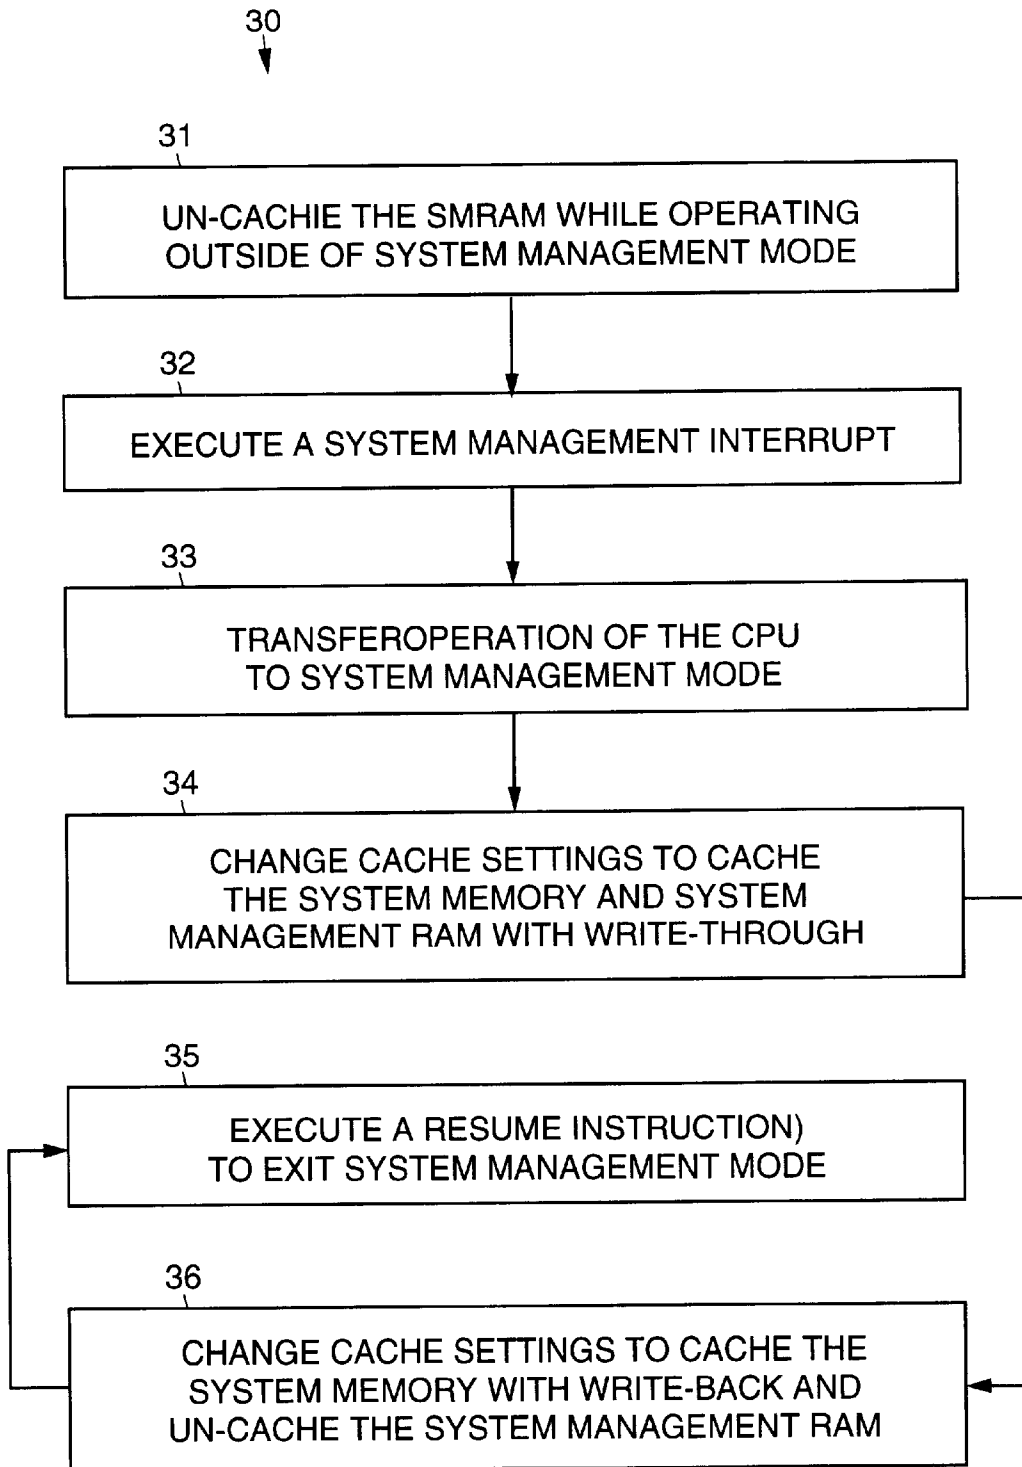 30
31
UN-CACHIE THE SMRAM WHILE OPERATING
OUTSIDE OF SYSTEM MANAGEMENT MODE
32
EXECUTE A SYSTEM MANAGEMENT INTERRUPT
33
TRANSFEROPERATION OF THE CPU
TO SYSTEM MANAGEMENT MODE
34
CHANGE CACHE SETTINGS TO CACHE
THE SYSTEM MEMORY AND SYSTEM
MANAGEMENT RAM WITH WRITE-THROUGH
35
EXECUTE A RESUME INSTRUCTION)
TO EXIT SYSTEM MANAGEMENT MODE
36
CHANGE CACHE SETTINGS TO CACHE THE
SYSTEM MEMORY WITH WRITE-BACK AND
UN-CACHE THE SYSTEM MANAGEMENT RAM